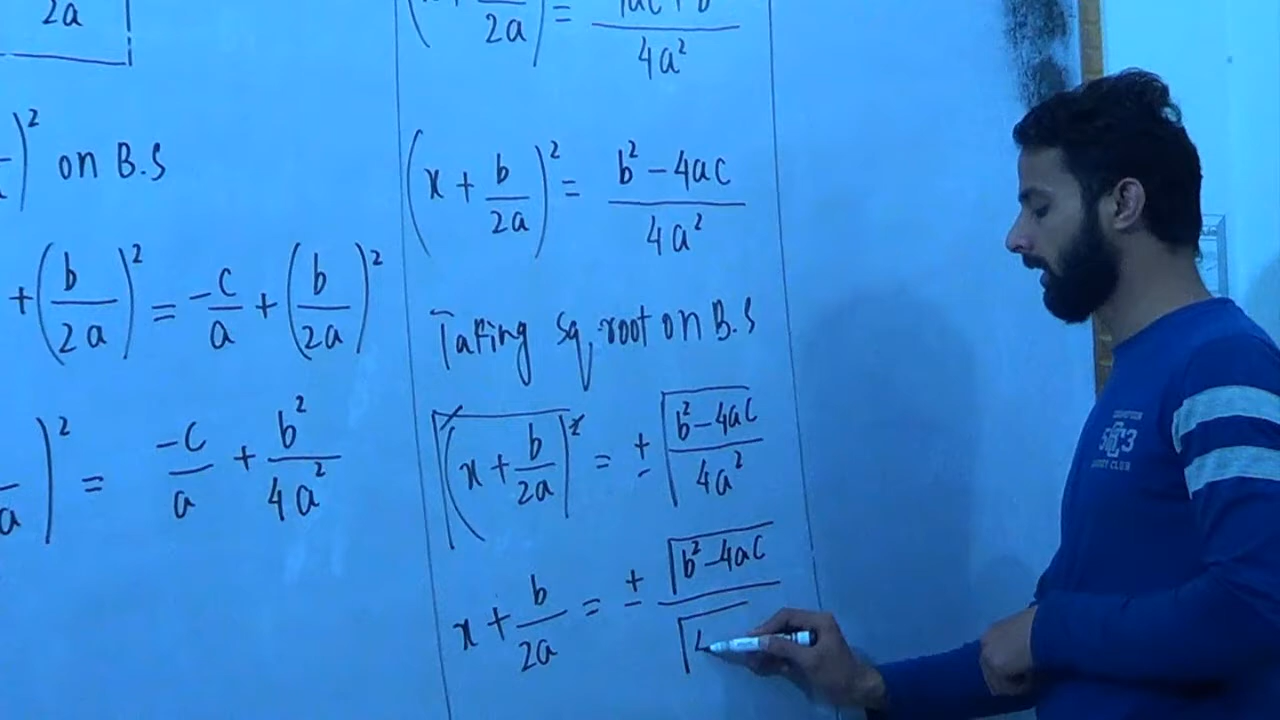 2a
)² on B.S
+(b/2a)² = -c/a + (b/2a)²
a)² = -c/a + b²/4a²
2a) = 4a²
(x + b/2a)² = b² - 4ac/4a²
Taking sq. root on B.S
√(x + b/2a)² = ± √b² - 4ac/4a²
x + b/2a = ± √b² - 4ac/√4